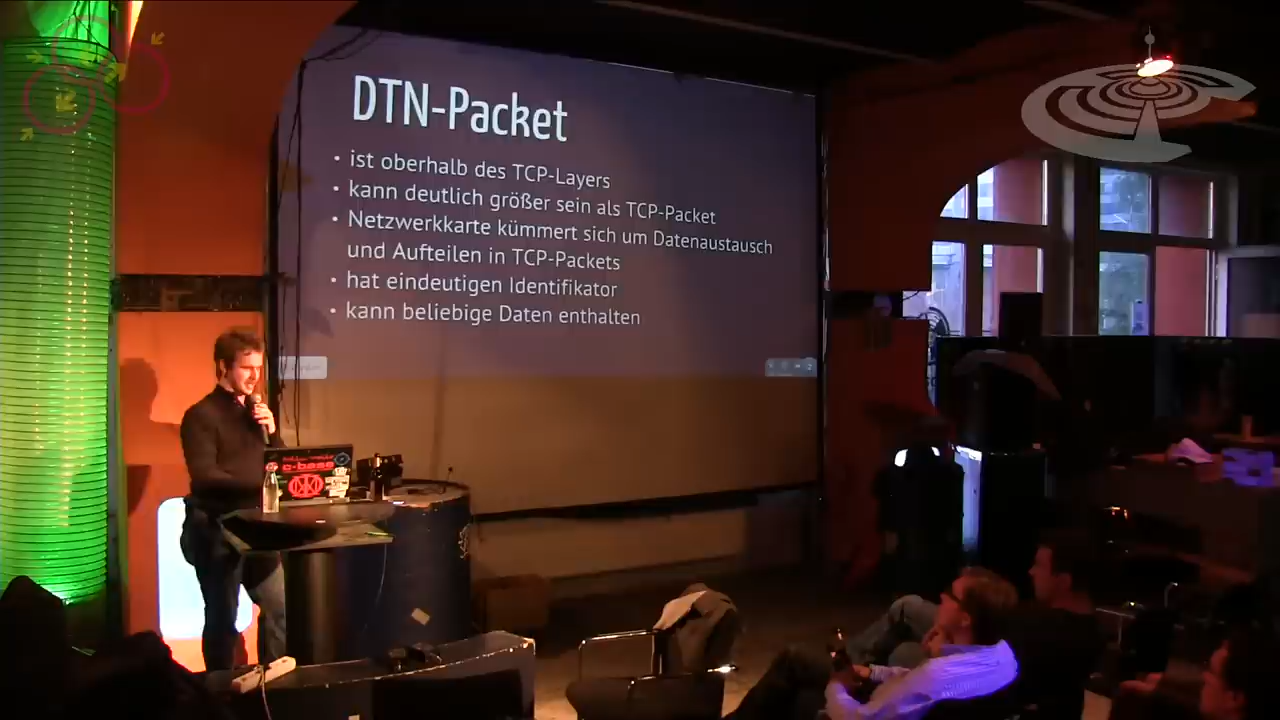 DTN-Packet
• ist oberhalb des TCP-Layers
• kann deutlich größer sein als TCP-Packet
• Netzwerkkarte kümmert sich um Datenaustausch
und Aufteilen in TCP-Packets
• hat eindeutigen Identifikator
• kann beliebige Daten enthalten
c-base